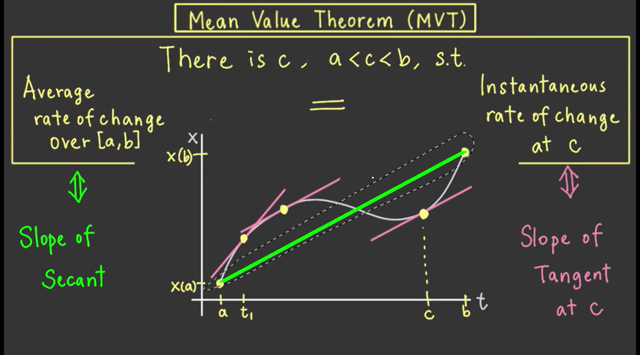 Mean Value Theorem (MVT)
There is c, a<c<b, s.t.
Average
rate of change
over [a,b]
=
Instantaneous
rate of change
at c
⇕
Slope of
Secant
⇕
Slope of
Tangent
at c
x
x(b)
x(a)
a
t₁
c
b
t